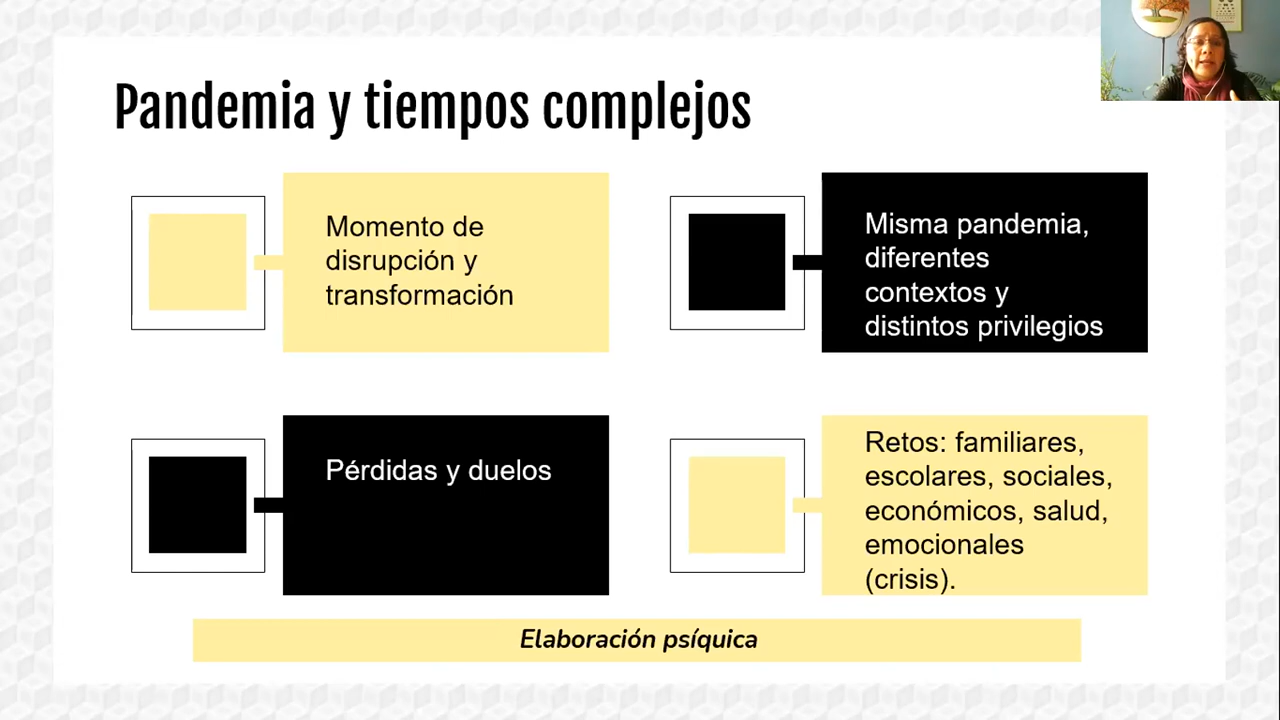 Pandemia y tiempos complejos
Momento de
disrupción y
transformación
Misma pandemia,
diferentes
contextos y
distintos privilegios
Pérdidas y duelos
Retos: familiares,
escolares, sociales,
económicos, salud,
emocionales
(crisis).
Elaboración psíquica